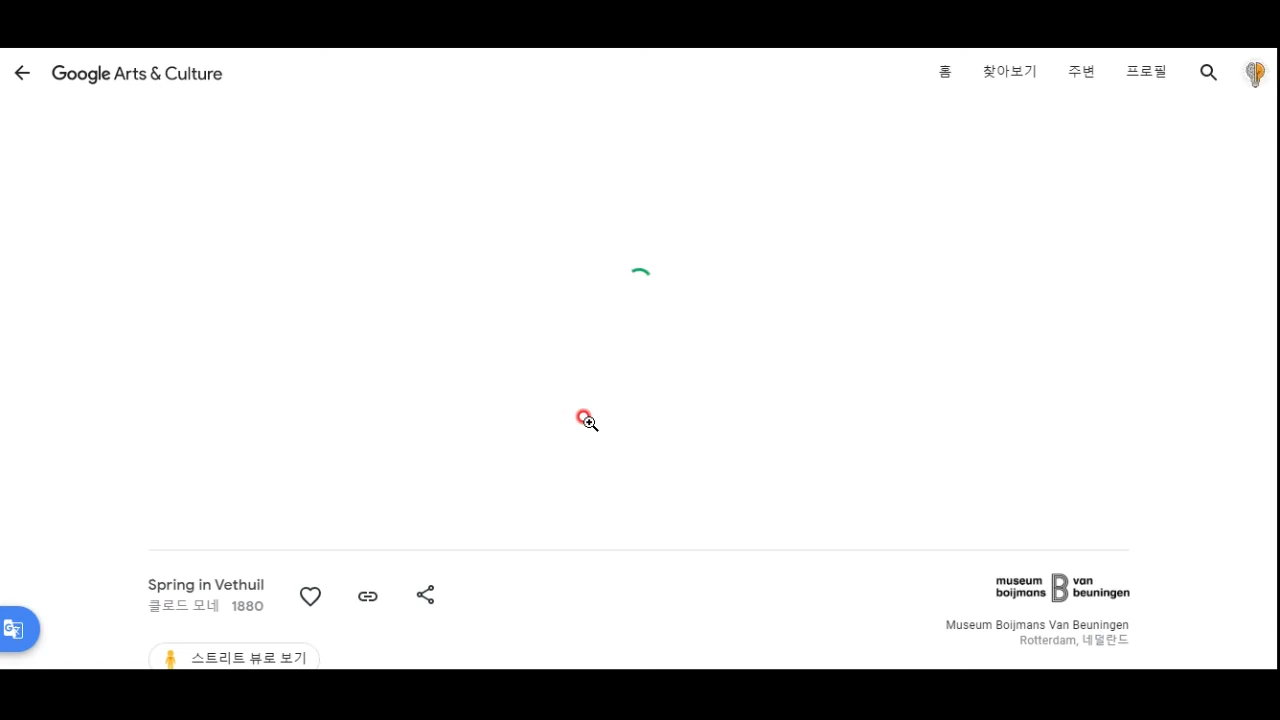 Google Arts & Culture
홈 찾아보기 주변 프로필
Spring in Vethuil
클로드 모네 1880
museum boijmans B van beuningen
Museum Boijmans Van Beuningen
Rotterdam, 네덜란드
스트리트 뷰로 보기